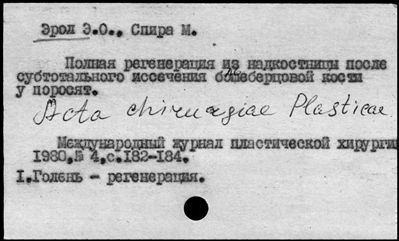 Эрол Э.О., Спира М.
Полная регенерация из надкостницы после
субтотального иссечения большеберцовой кости
у поросят.
Acta chirurgiae Plasticae.
Международный журнал пластической хирургии
1980,№ 4,с.182-184.
I.Голень - регенерация.